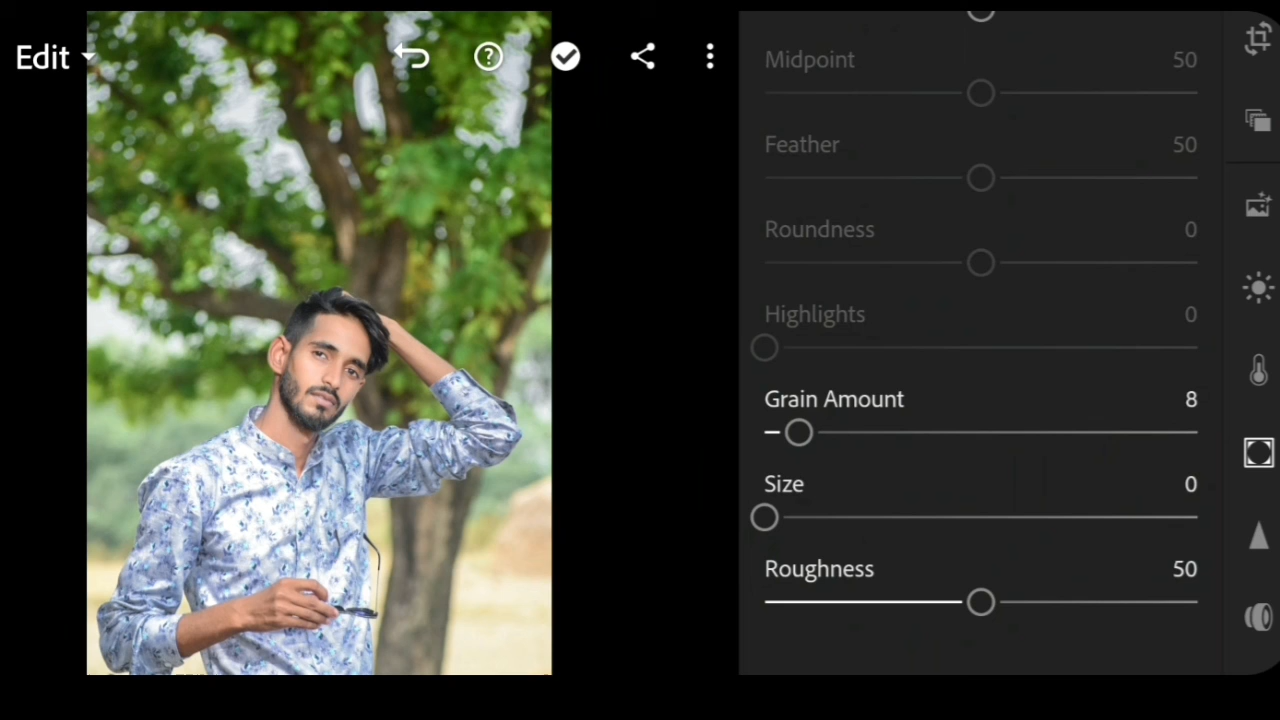 Edit
Midpoint 50
Feather 50
Roundness 0
Highlights 0
Grain Amount 8
Size 0
Roughness 50